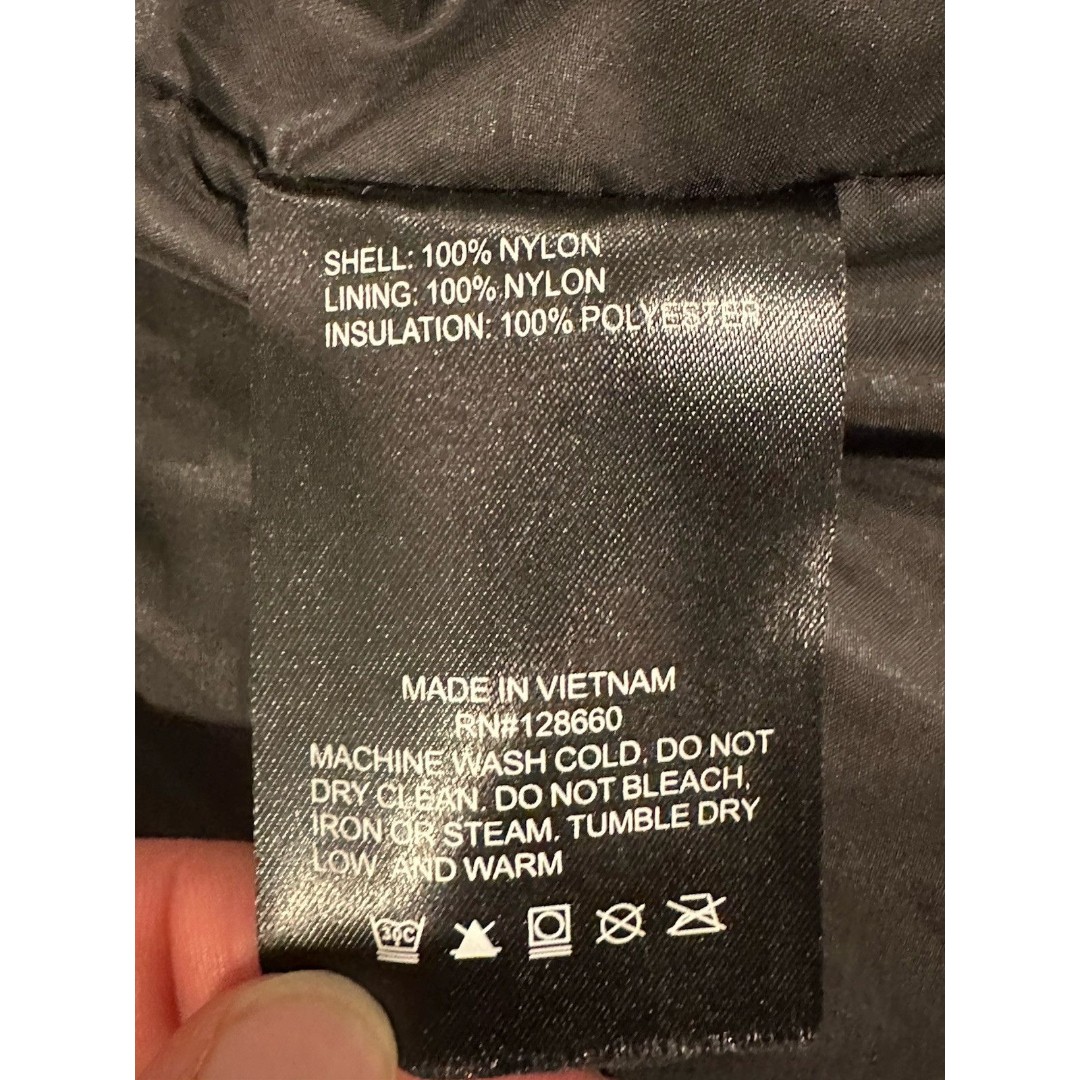 SHELL: 100% NYLON
LINING: 100% NYLON
INSULATION: 100% POLYESTER
MADE IN VIETNAM
RN#128660
MACHINE WASH COLD, DO NOT
DRY CLEAN. DO NOT BLEACH,
IRON OR STEAM. TUMBLE DRY
LOW, AND WARM
30C